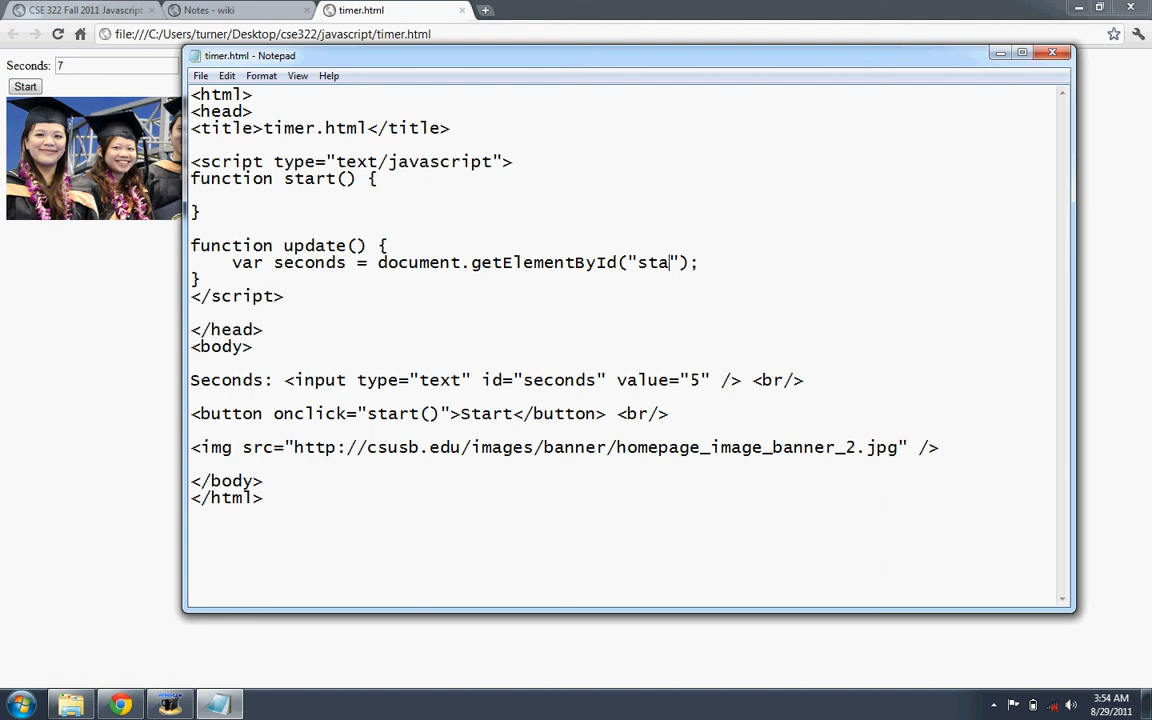 CSE 322 Fall 2011 Javascript
Notes - wiki
timer.html
file:///C:/Users/turner/Desktop/cse322/javascript/timer.html
Seconds: 7
Start
timer.html - Notepad
File Edit Format View Help
<html>
<head>
<title>timer.html</title>
<script type="text/javascript">
function start() {
}
function update() {
var seconds = document.getElementById("sta");
}
</script>
</head>
<body>
Seconds: <input type="text" id="seconds" value="5" /> <br/>
<button onclick="start()">Start</button> <br/>
<img src="http://csusb.edu/images/banner/homepage_image_banner_2.jpg" />
</body>
</html>
3:54 AM
8/29/2011